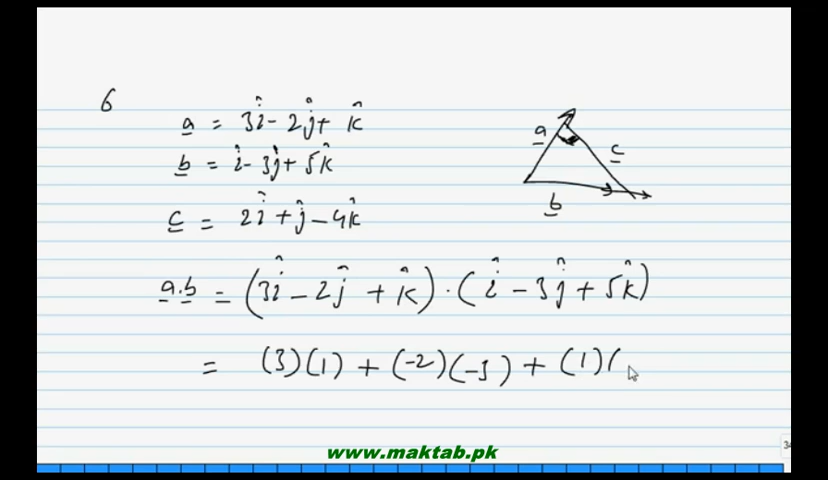 6
a = 3î - 2ĵ + k̂
b = î - 3ĵ + 5k̂
c = 2î + ĵ - 4k̂
a
c
b
a.b = (3î - 2ĵ + k̂) . (î - 3ĵ + 5k̂)
= (3)(1) + (-2)(-3) + (1)(
www.maktab.pk